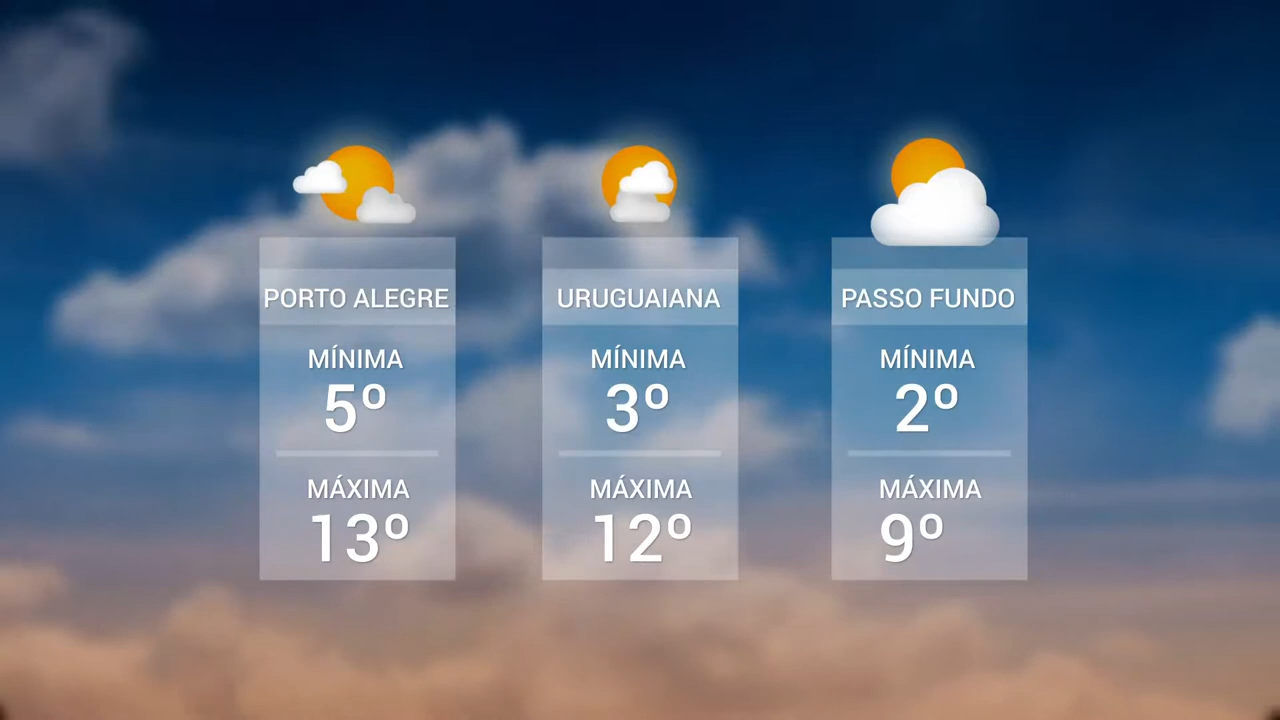 PORTO ALEGRE
MÍNIMA
5º
MÁXIMA
13º
URUGUAIANA
MÍNIMA
3º
MÁXIMA
12º
PASSO FUNDO
MÍNIMA
2º
MÁXIMA
9º